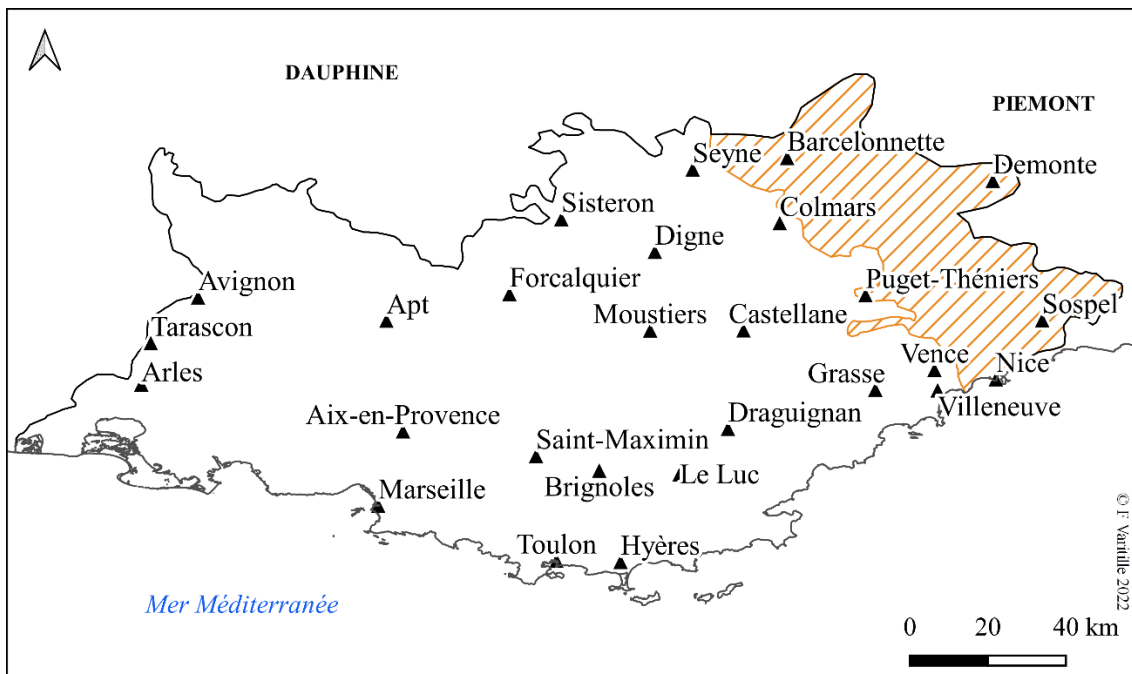 DAUPHINE
PIEMONT
Seyne
Barcelonnette
Demonte
Sisteron
Colmars
Digne
Avignon
Forcalquier
Puget-Théniers
Apt
Moustiers
Castellane
Sospel
Tarascon
Arles
Vence
Nice
Grasse
Villeneuve
Aix-en-Provence
Draguignan
Saint-Maximin
Brignoles
Le Luc
Marseille
Toulon
Hyères
Mer Méditerranée
© F Varitille 2022
0 20 40 km